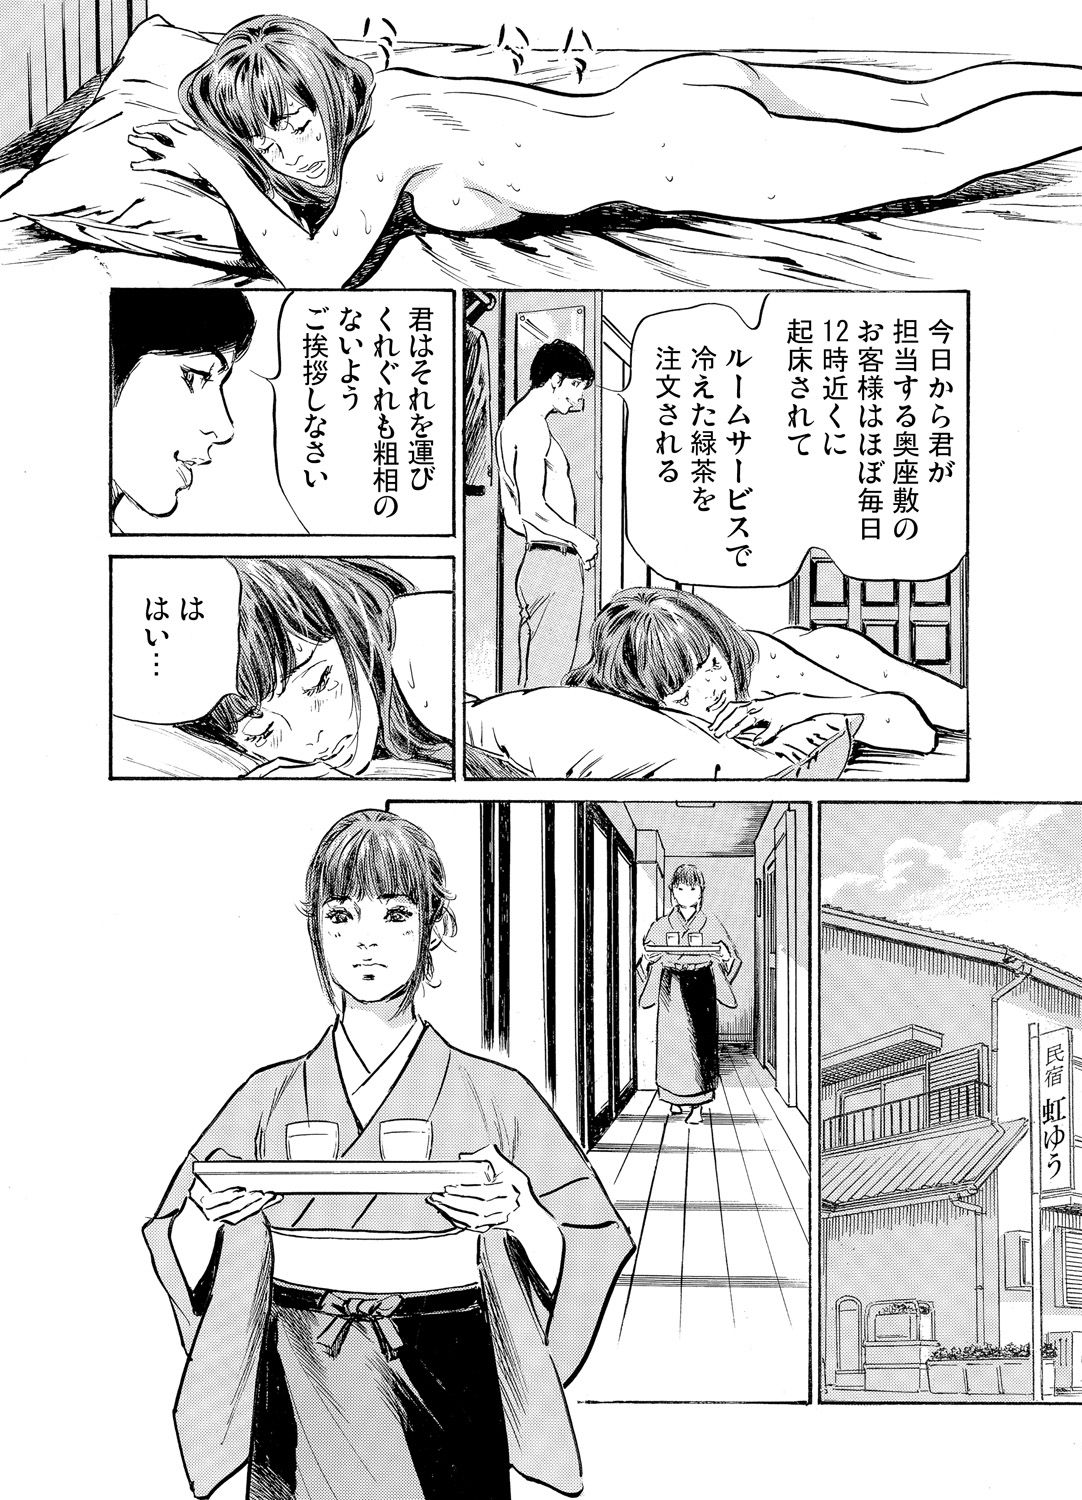 ハァ
ハァ
ハァ
今日から君が
担当する奥座敷の
お客様はほぼ毎日
12時近くに
起床されて
ルームサービスで
冷えた緑茶を
注文される
君はそれを運び
くれぐれも粗相の
ないよう
ご挨拶しなさい
は
はい…
民宿 虹ゆう